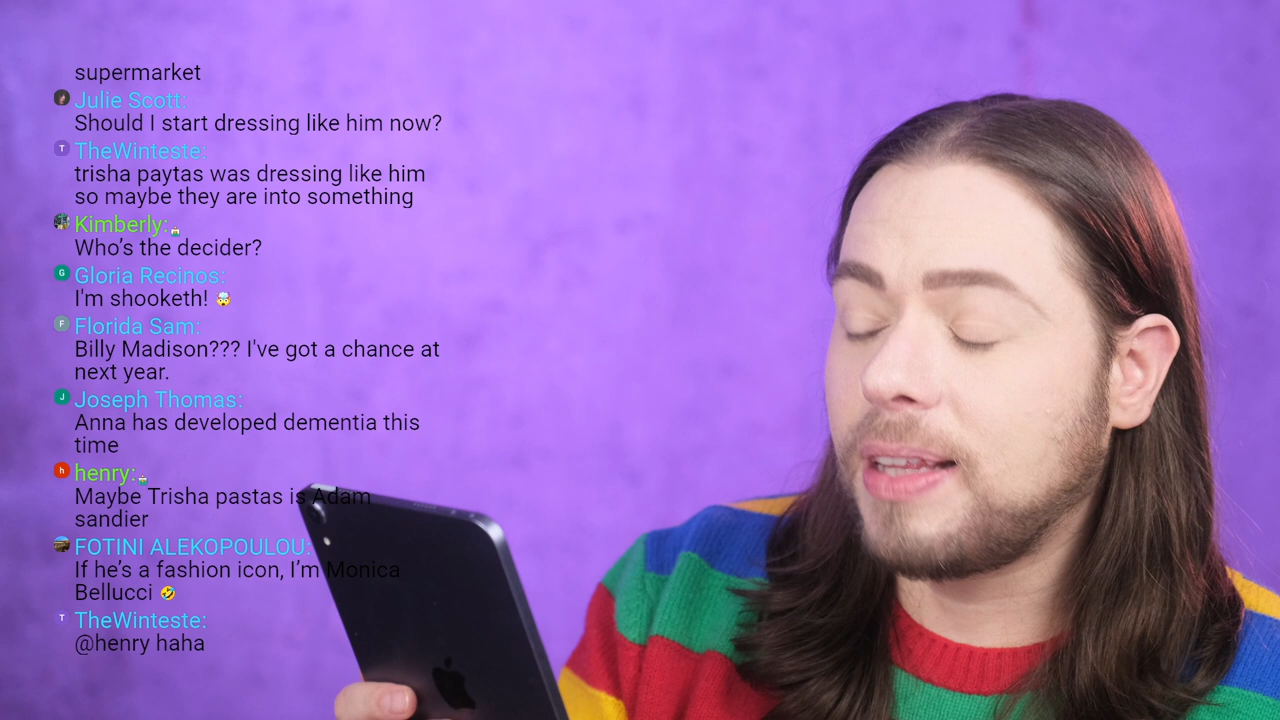 supermarket
Julie Scott:
Should I start dressing like him now?
T TheWinteste:
trisha paytas was dressing like him
so maybe they are into something
Kimberly:
Who’s the decider?
G Gloria Recinos:
I'm shooketh! 🤯
F Florida Sam:
Billy Madison??? I've got a chance at
next year.
J Joseph Thomas:
Anna has developed dementia this
time
h henry:
Maybe Trisha pastas is Adam
sandier
FOTINI ALEKOPOULOU:
If he’s a fashion icon, I’m Monica
Bellucci 🤣
T TheWinteste:
@henry haha